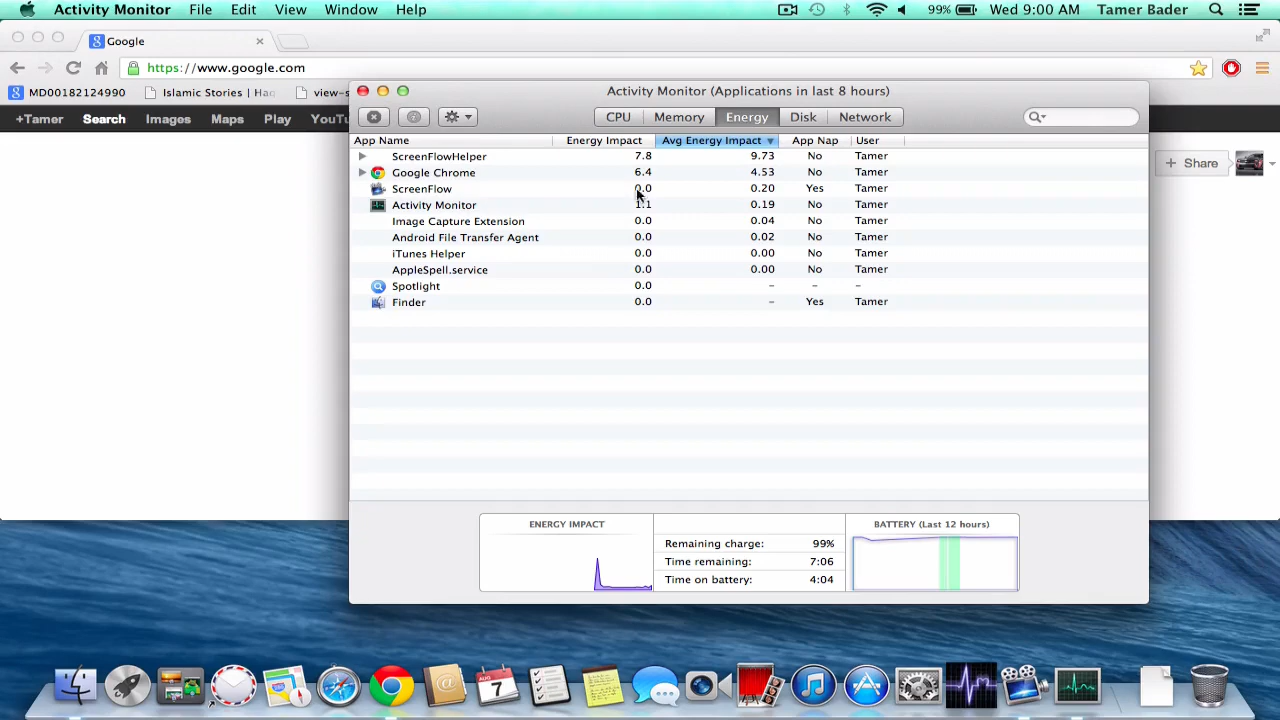 Activity Monitor File Edit View Window Help 99% Wed 9:00 AM Tamer Bader
Google
https://www.google.com
MD00182124990 Islamic Stories | Haq view-s
+Tamer Search Images Maps Play YouTu
Share
Activity Monitor (Applications in last 8 hours)
CPU Memory Energy Disk Network
App Name Energy Impact Avg Energy Impact App Nap User
ScreenFlowHelper 7.8 9.73 No Tamer
Google Chrome 6.4 4.53 No Tamer
ScreenFlow 0.0 0.20 Yes Tamer
Activity Monitor 1.1 0.19 No Tamer
Image Capture Extension 0.0 0.04 No Tamer
Android File Transfer Agent 0.0 0.02 No Tamer
iTunes Helper 0.0 0.00 No Tamer
AppleSpell.service 0.0 0.00 No Tamer
Spotlight 0.0 – – –
Finder 0.0 – Yes Tamer
ENERGY IMPACT
Remaining charge: 99%
Time remaining: 7:06
Time on battery: 4:04
BATTERY (Last 12 hours)
7